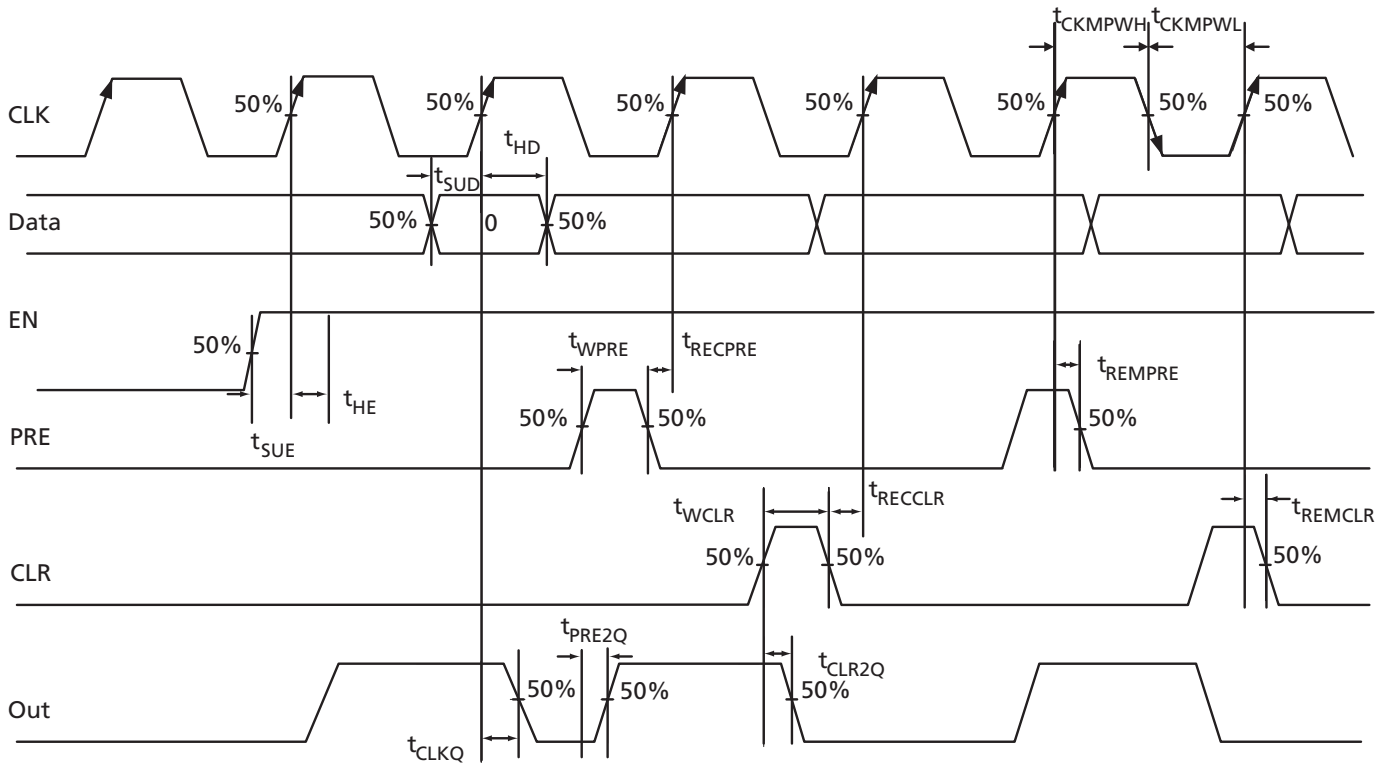 tCKMPWH tCKMPWL
CLK 50% 50% 50% 50% 50% 50% 50%
tSUD tHD
Data 50% 0 50%
EN 50%
tSUE tHE
tWPRE tRECPRE tREMPRE
PRE 50% 50% 50%
tWCLR tRECCLR tREMCLR
CLR 50% 50% 50%
tPRE2Q tCLR2Q
Out 50% 50% 50%
tCLKQ